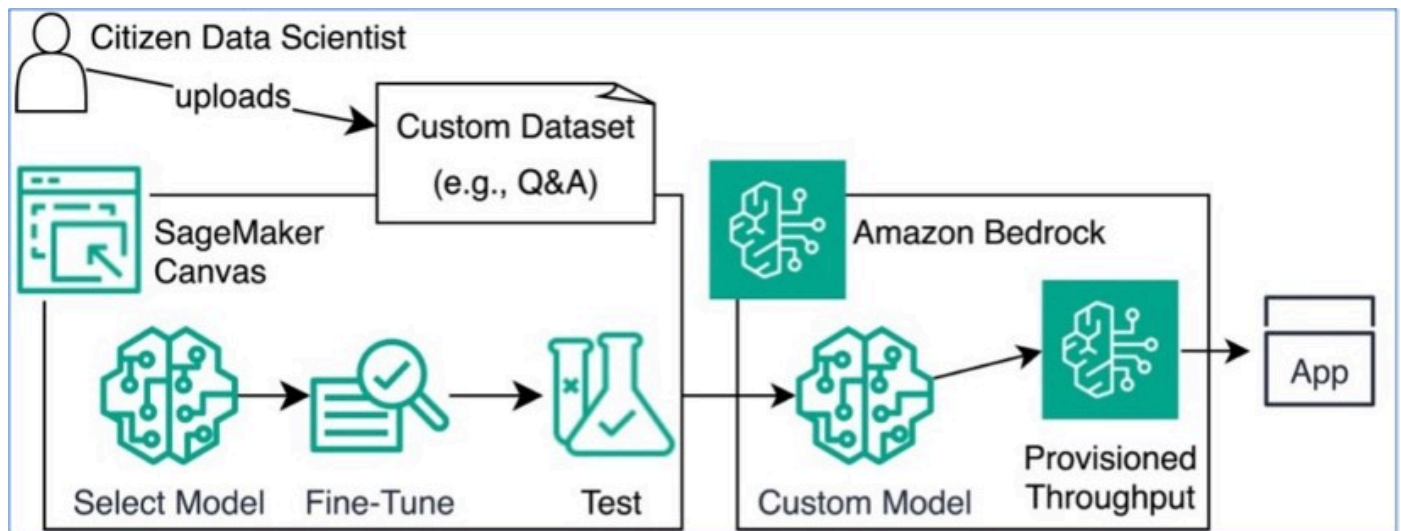 Citizen Data Scientist
uploads
Custom Dataset
(e.g., Q&A)
SageMaker
Canvas
Amazon Bedrock
Select Model
Fine-Tune
Test
Custom Model
Provisioned
Throughput
App